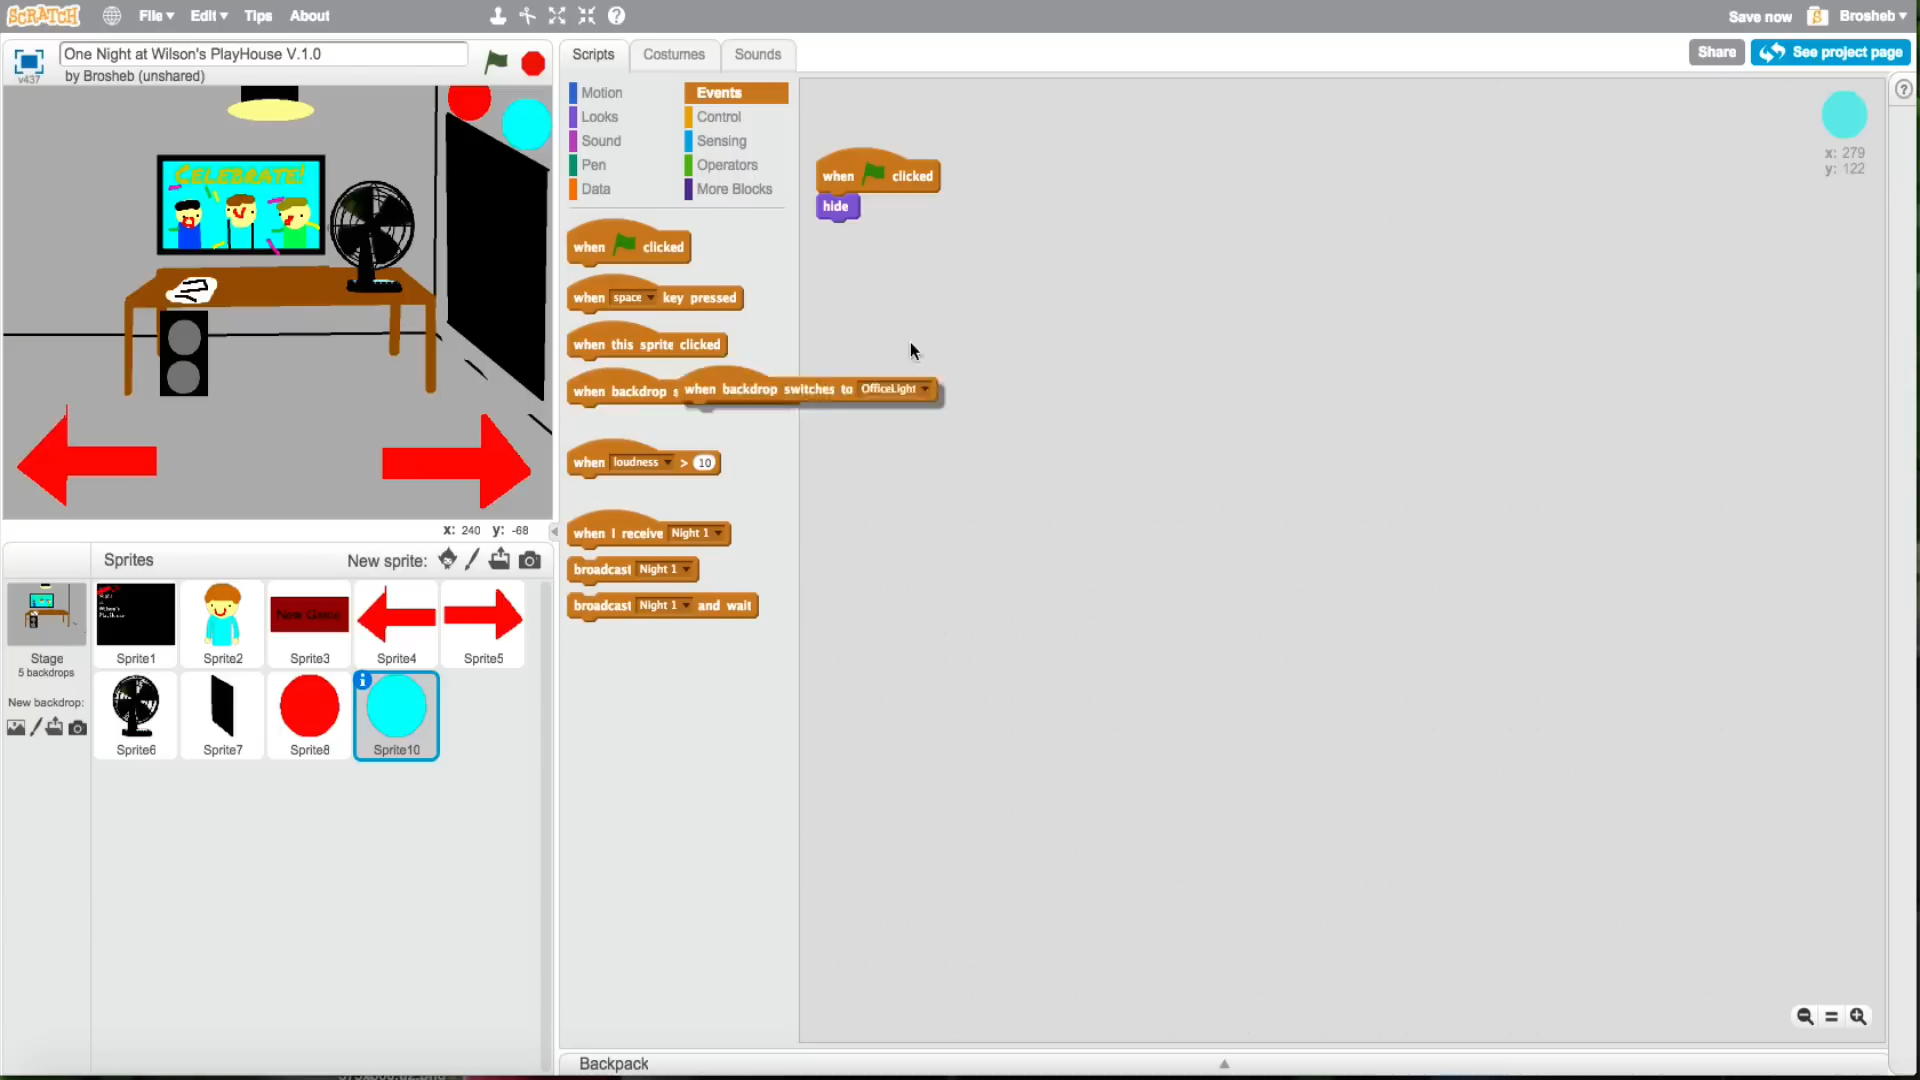 SCRATCH
File▾
Edit▾
Tips
About
Save now
Brosheb ▾
One Night at Wilson's PlayHouse V.1.0
by Brosheb (unshared)
v437
Share
See project page
Scripts
Costumes
Sounds
Motion
Events
Looks
Control
Sound
Sensing
Pen
Operators
Data
More Blocks
CELEBRATE!
when clicked
hide
x: 279
y: 122
when clicked
when space key pressed
when this sprite clicked
when backdrop s
when backdrop switches to OfficeLight
when loudness > 10
when I receive Night 1
broadcast Night 1
broadcast Night 1 and wait
x: 240 y: -68
Sprites
New sprite:
New Game
Stage
5 backdrops
New backdrop:
Sprite1
Sprite2
Sprite3
Sprite4
Sprite5
Sprite6
Sprite7
Sprite8
Sprite10
Backpack